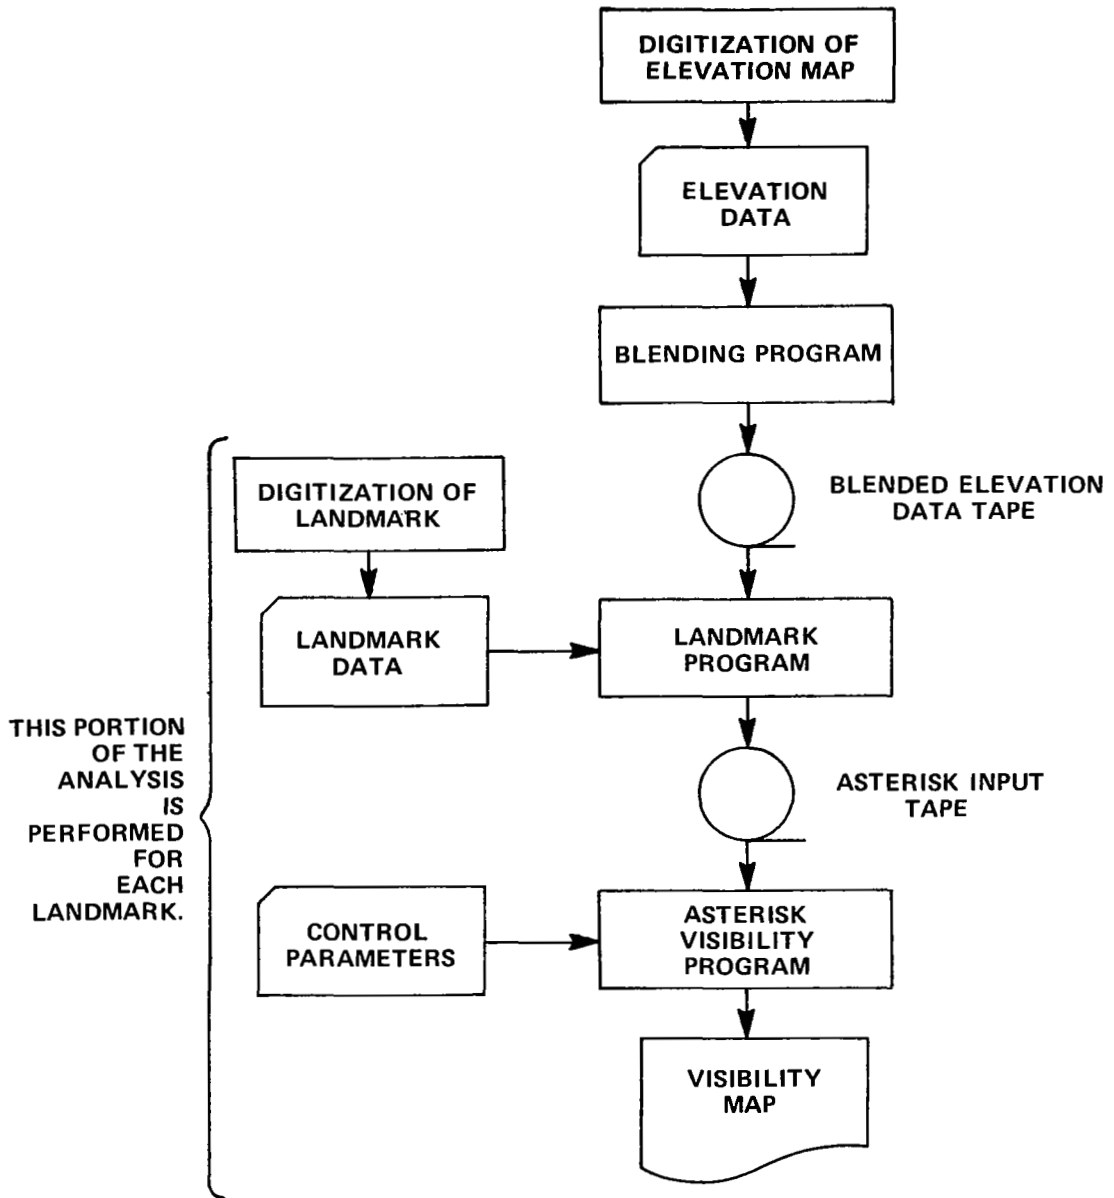 DIGITIZATION OF
ELEVATION MAP
ELEVATION
DATA
BLENDING PROGRAM
BLENDED ELEVATION
DATA TAPE
DIGITIZATION OF
LANDMARK
LANDMARK
DATA
LANDMARK
PROGRAM
THIS PORTION
OF THE
ANALYSIS
IS
PERFORMED
FOR
EACH
LANDMARK.
ASTERISK INPUT
TAPE
CONTROL
PARAMETERS
ASTERISK
VISIBILITY
PROGRAM
VISIBILITY
MAP